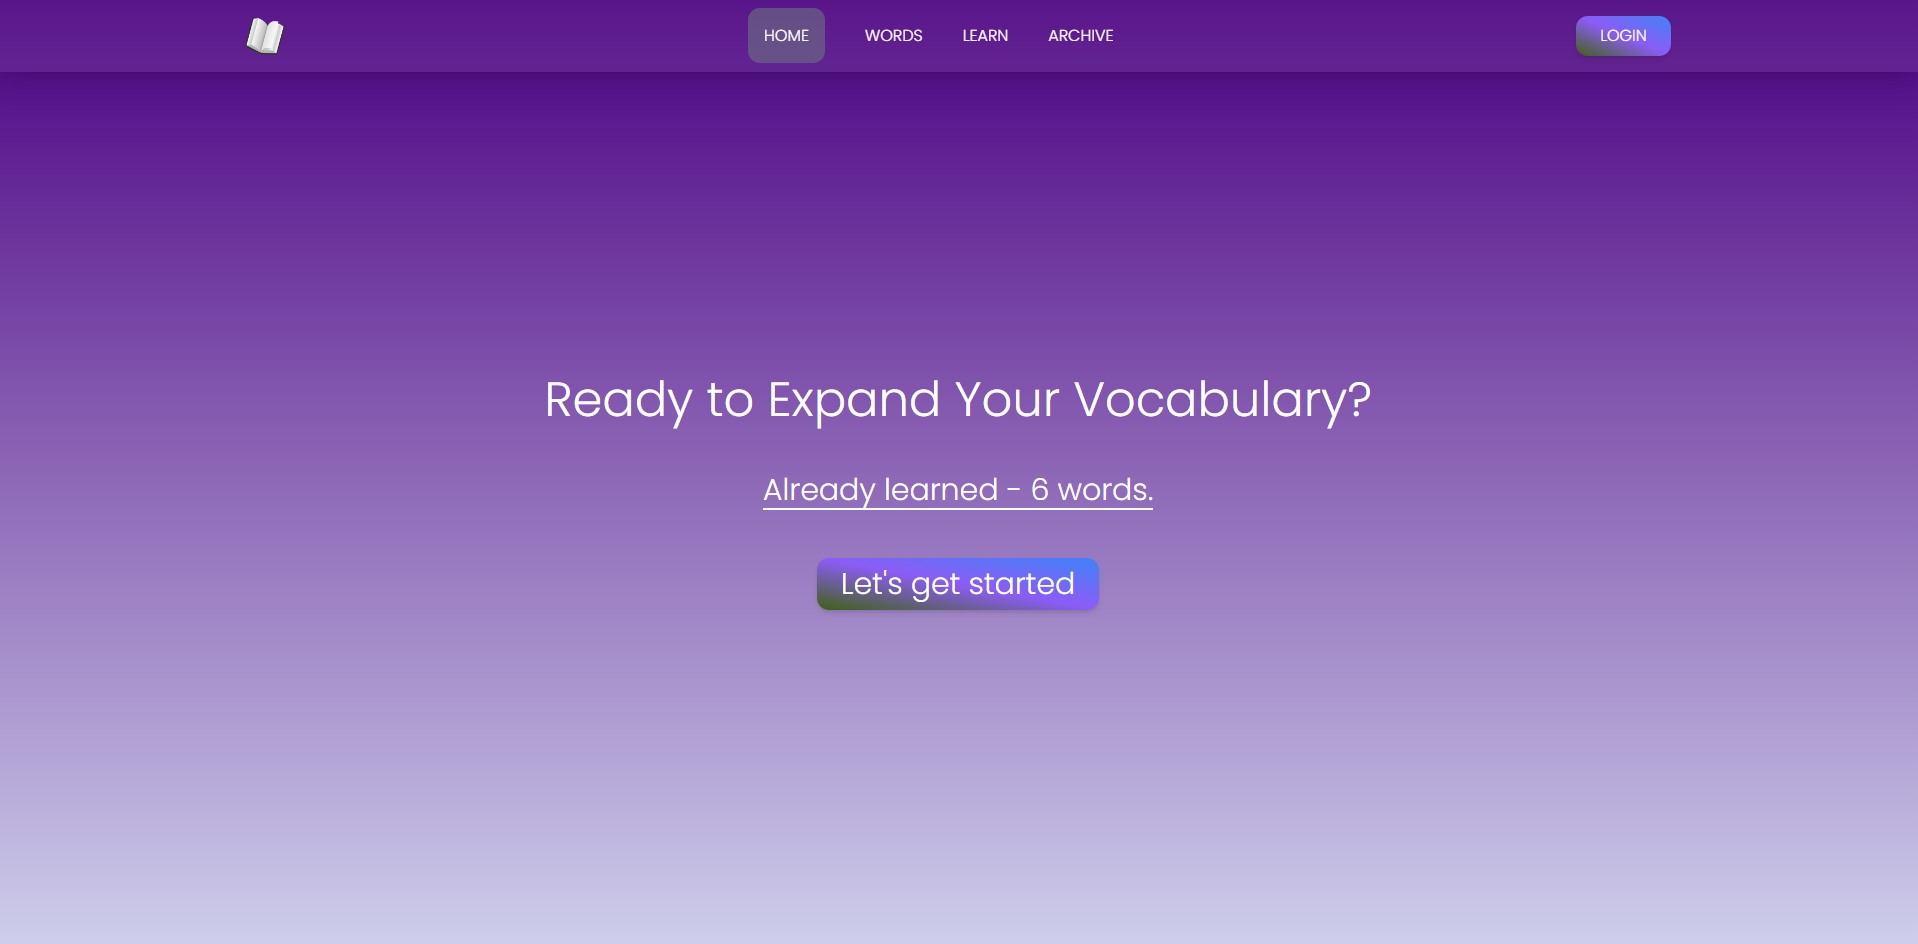 HOME WORDS LEARN ARCHIVE LOGIN
Ready to Expand Your Vocabulary?
Already learned - 6 words.
Let's get started